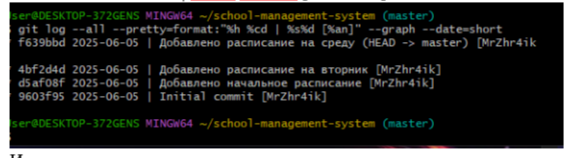 ser@DESKTOP-372GENS MINGW64 ~/school-management-system (master)
git log --all --pretty=format:"%h %cd | %s%d [%an]" --graph --date=short
f639bbd 2025-06-05 | Добавлено расписание на среду (HEAD -> master) [MrZhr4ik
4bf2d4d 2025-06-05 | Добавлено расписание на вторник [MrZhr4ik]
d5af08f 2025-06-05 | Добавлено начальное расписание [MrZhr4ik]
9603f95 2025-06-05 | Initial commit [MrZhr4ik]
ser@DESKTOP-372GENS MINGW64 ~/school-management-system (master)